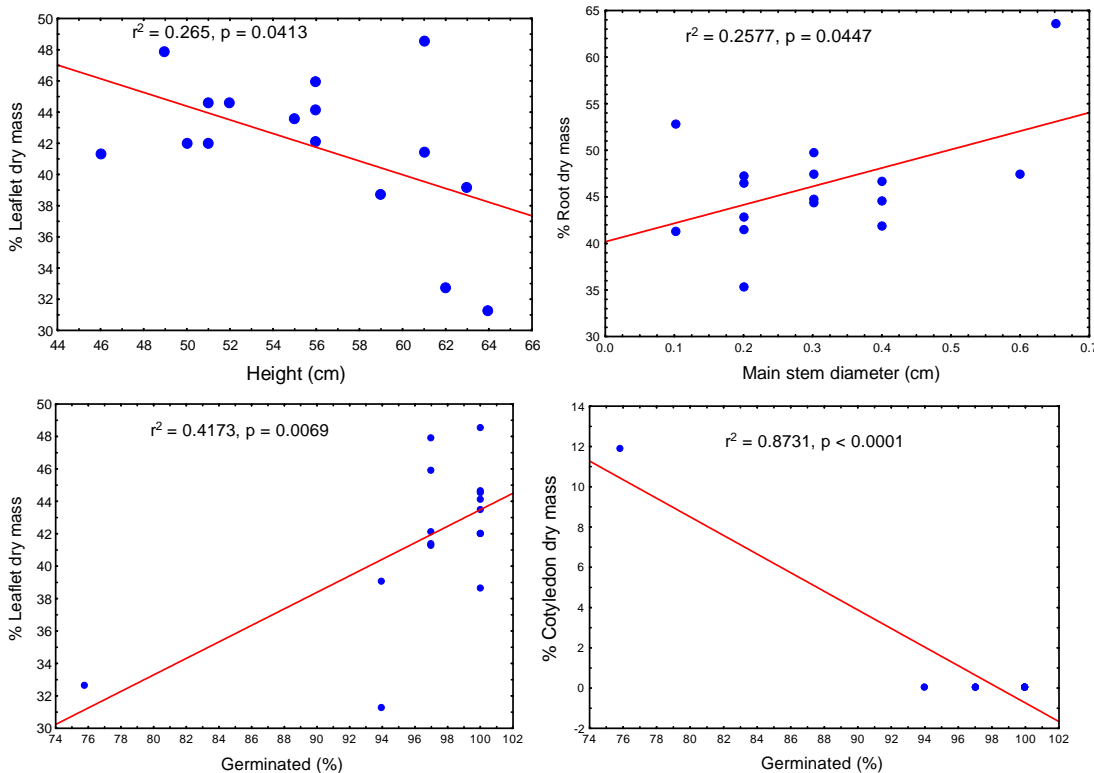 r² = 0.265, p = 0.0413
% Leaflet dry mass
50
48
46
44
42
40
38
36
34
32
30
44 46 48 50 52 54 56 58 60 62 64 66
Height (cm)
r² = 0.2577, p = 0.0447
% Root dry mass
65
60
55
50
45
40
35
30
0.0 0.1 0.2 0.3 0.4 0.5 0.6 0.7
Main stem diameter (cm)
r² = 0.4173, p = 0.0069
% Leaflet dry mass
50
48
46
44
42
40
38
36
34
32
30
74 76 78 80 82 84 86 88 90 92 94 96 98 100 102
Germinated (%)
r² = 0.8731, p < 0.0001
% Cotyledon dry mass
14
12
10
8
6
4
2
0
-2
74 76 78 80 82 84 86 88 90 92 94 96 98 100 102
Germinated (%)